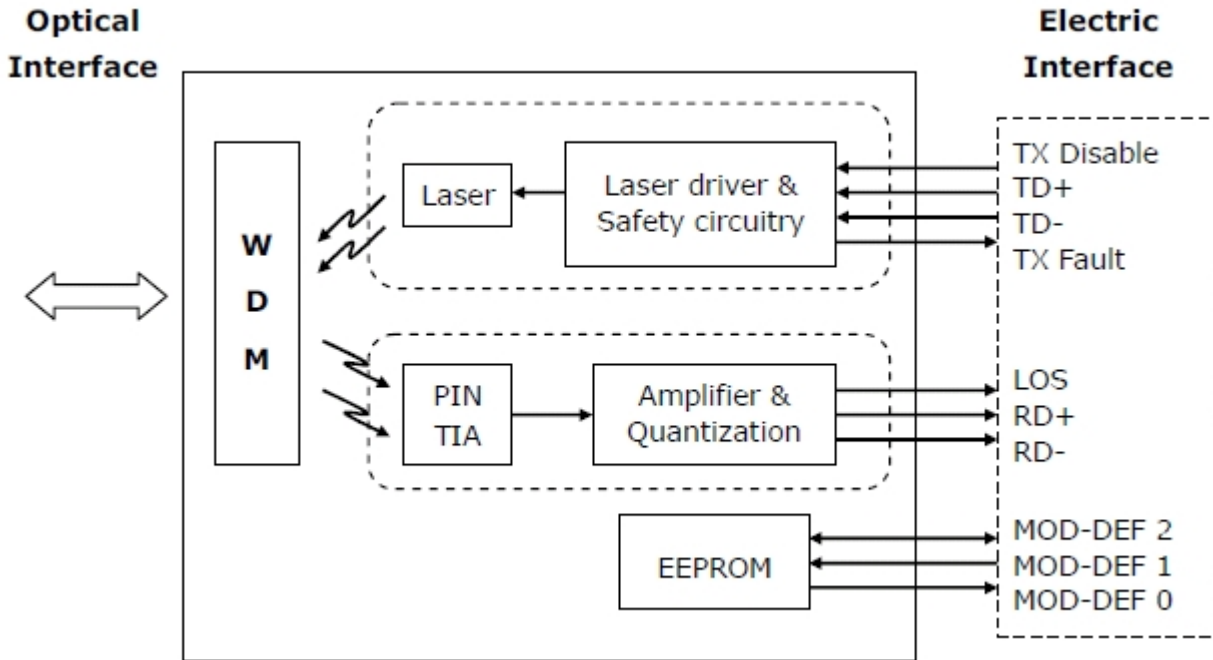 Optical
Interface
Electric
Interface
W
D
M
Laser
Laser driver &
Safety circuitry
TX Disable
TD+
TD-
TX Fault
PIN
TIA
Amplifier &
Quantization
LOS
RD+
RD-
EEPROM
MOD-DEF 2
MOD-DEF 1
MOD-DEF 0